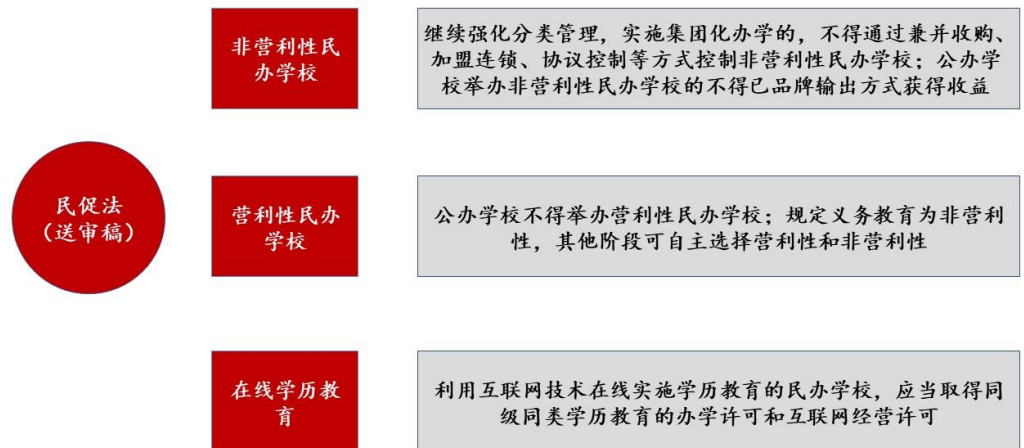 民促法
（送审稿）
非营利性民
办学校
继续强化分类管理，实施集团化办学的，不得通过兼并收购、
加盟连锁、协议控制等方式控制非营利性民办学校；公办学
校举办非营利性民办学校的不得已品牌输出方式获得收益
营利性民办
学校
公办学校不得举办营利性民办学校；规定义务教育为非营利
性，其他阶段可自主选择营利性和非营利性
在线学历教
育
利用互联网技术在线实施学历教育的民办学校，应当取得同
级同类学历教育的办学许可和互联网经营许可